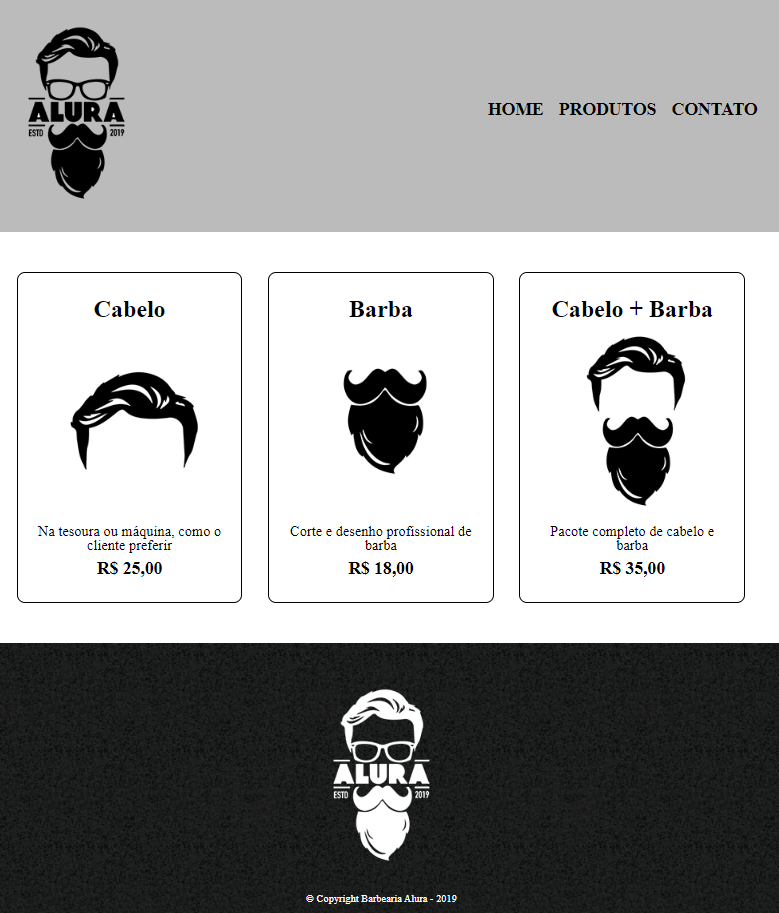 ALURA
ESTD 2019
HOME PRODUTOS CONTATO
Cabelo
Na tesoura ou máquina, como o
cliente preferir
R$ 25,00
Barba
Corte e desenho profissional de
barba
R$ 18,00
Cabelo + Barba
Pacote completo de cabelo e
barba
R$ 35,00
ALURA
ESTD 2019
© Copyright Barbearia Alura - 2019